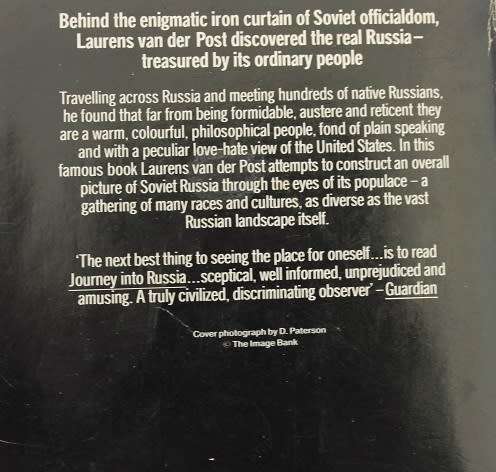 Behind the enigmatic iron curtain of Soviet officialdom,
Laurens van der Post discovered the real Russia –
treasured by its ordinary people
Travelling across Russia and meeting hundreds of native Russians,
he found that far from being formidable, austere and reticent they
are a warm, colourful, philosophical people, fond of plain speaking
and with a peculiar love-hate view of the United States. In this
famous book Laurens van der Post attempts to construct an overall
picture of Soviet Russia through the eyes of its populace – a
gathering of many races and cultures, as diverse as the vast
Russian landscape itself.
'The next best thing to seeing the place for oneself...is to read
Journey into Russia...sceptical, well informed, unprejudiced and
amusing. A truly civilized, discriminating observer' – Guardian
Cover photograph by D. Paterson
© The Image Bank